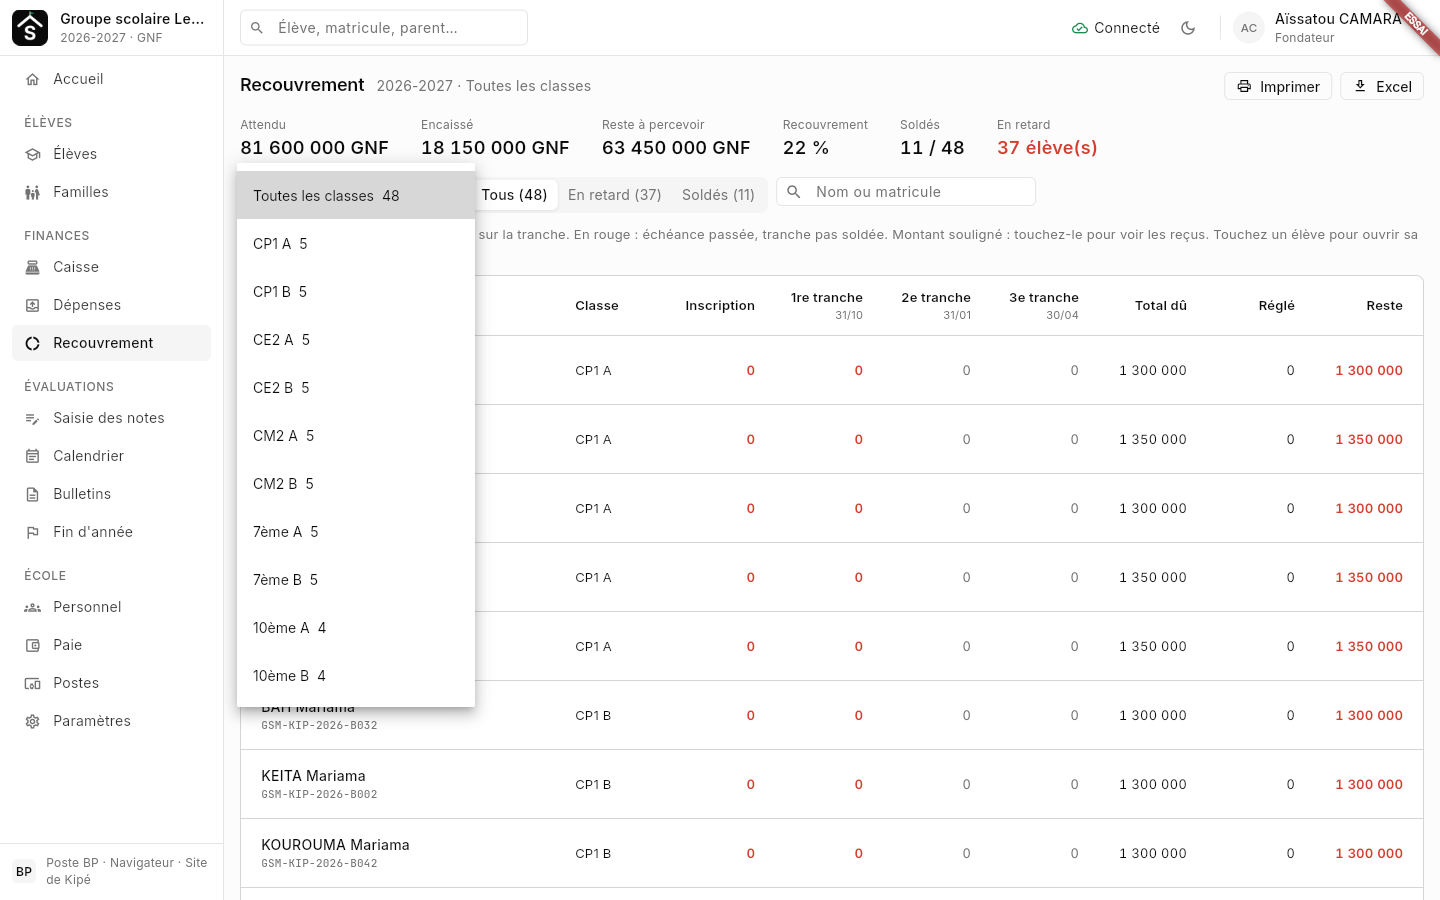 Groupe scolaire Le...
2026-2027 · GNF
Élève, matricule, parent...
Connecté
AC
Aïssatou CAMARA
Fondateur
ESSAI
Accueil
ÉLÈVES
Élèves
Familles
FINANCES
Caisse
Dépenses
Recouvrement
ÉVALUATIONS
Saisie des notes
Calendrier
Bulletins
Fin d'année
ÉCOLE
Personnel
Paie
Postes
Paramètres
BP
Poste BP · Navigateur · Site
de Kipé
Recouvrement 2026-2027 · Toutes les classes
Imprimer
Excel
Attendu
81 600 000 GNF
Encaissé
18 150 000 GNF
Reste à percevoir
63 450 000 GNF
Recouvrement
22 %
Soldés
11 / 48
En retard
37 élève(s)
Toutes les classes 48
CP1 A 5
CP1 B 5
CE2 A 5
CE2 B 5
CM2 A 5
CM2 B 5
7ème A 5
7ème B 5
10ème A 4
10ème B 4
Tous (48)
En retard (37)
Soldés (11)
Nom ou matricule
sur la tranche. En rouge : échéance passée, tranche pas soldée. Montant souligné : touchez-le pour voir les reçus. Touchez un élève pour ouvrir sa
Classe Inscription 1re tranche 2e tranche 3e tranche Total dû Réglé Reste
31/10 31/01 30/04
CP1 A 0 0 0 0 1 300 000 0 1 300 000
CP1 A 0 0 0 0 1 350 000 0 1 350 000
CP1 A 0 0 0 0 1 300 000 0 1 300 000
CP1 A 0 0 0 0 1 350 000 0 1 350 000
CP1 A 0 0 0 0 1 350 000 0 1 350 000
BAH Mariama
GSM-KIP-2026-B032
CP1 B 0 0 0 0 1 300 000 0 1 300 000
KEITA Mariama
GSM-KIP-2026-B002
CP1 B 0 0 0 0 1 300 000 0 1 300 000
KOUROUMA Mariama
GSM-KIP-2026-B042
CP1 B 0 0 0 0 1 300 000 0 1 300 000